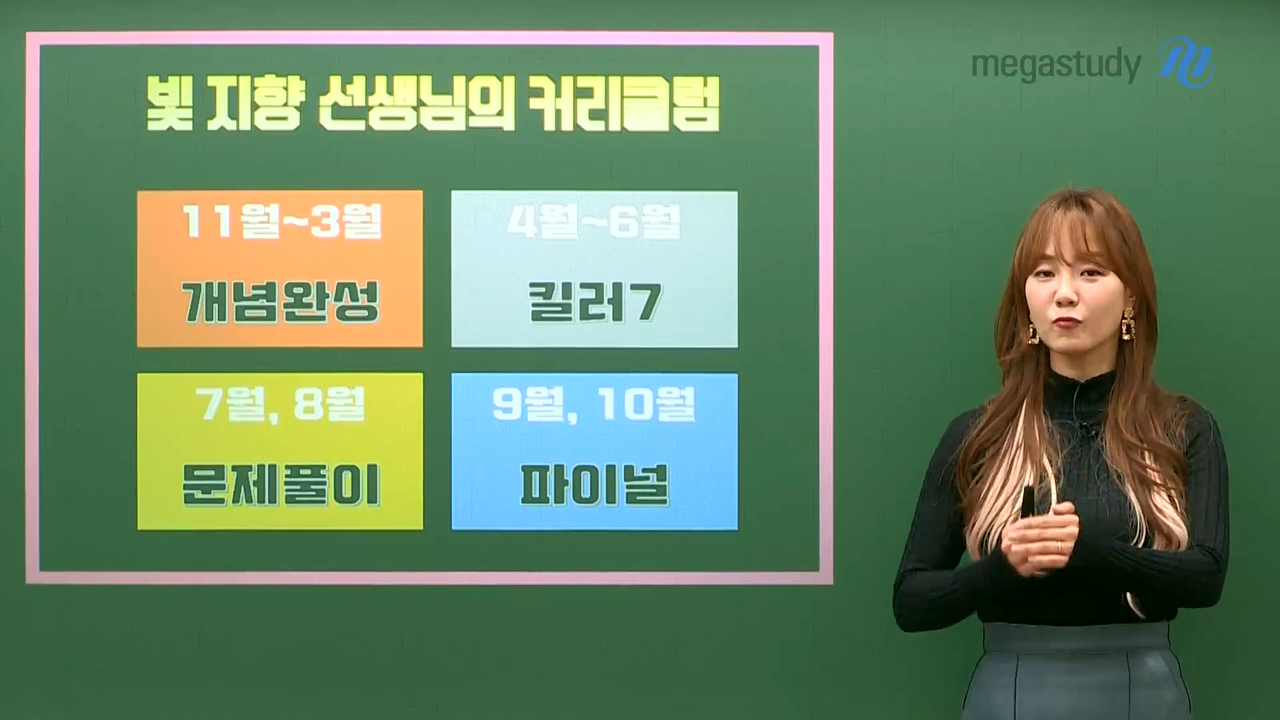 megastudy
빛 지향 선생님의 커리큘럼
11월~3월
개념완성
4월~6월
킬러7
7월, 8월
문제풀이
9월, 10월
파이널